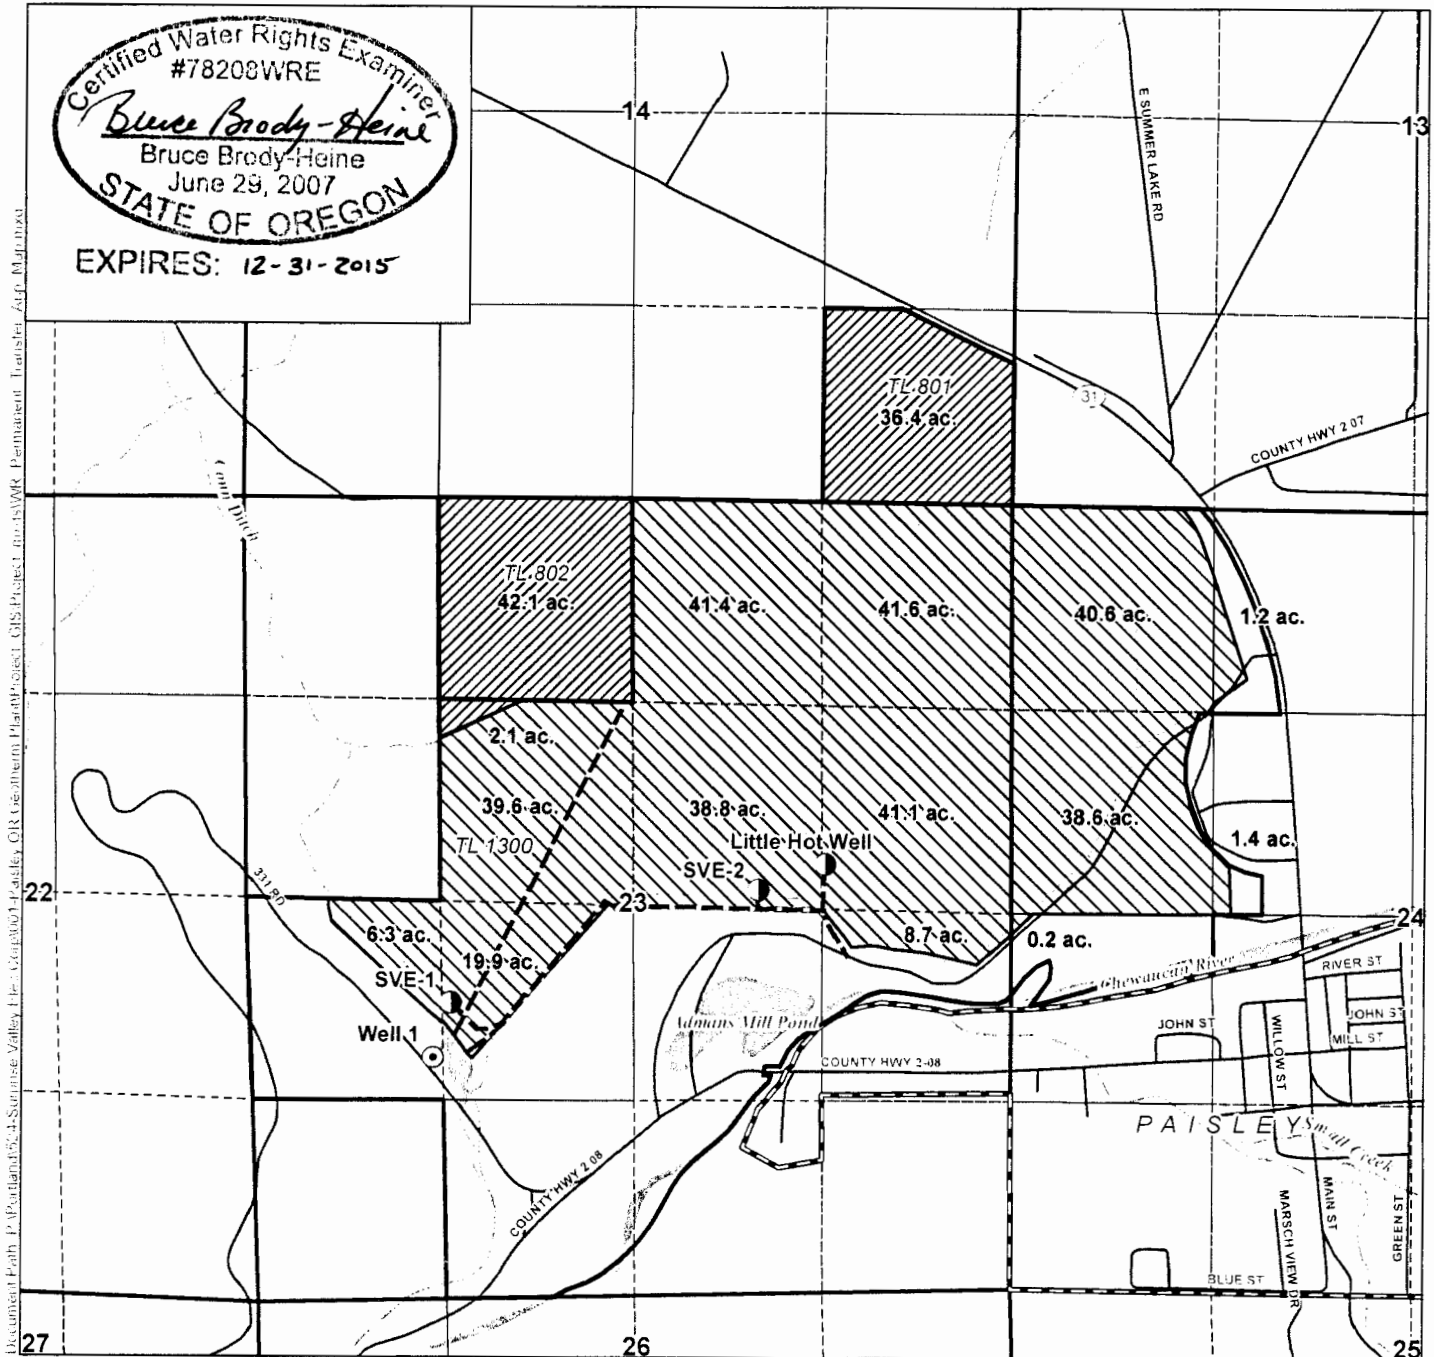 Certified Water Rights Examiner
#78208WRE
Bruce Brody-Heine
Bruce Brody-Heine
June 29, 2007
STATE OF OREGON
EXPIRES: 12-31-2015
14
13
E SUMMER LAKE RD
TL 801
36.4 ac.
31
COUNTY HWY 2 07
Conn Ditch
TL 802
42.1 ac.
41.4 ac.
41.6 ac.
40.6 ac.
1.2 ac.
2.1 ac.
39.6 ac.
38.8 ac.
41.1 ac.
38.6 ac.
TL 1300
Little Hot Well
1.4 ac.
SVE-2
331 RD
22
23
24
6.3 ac.
19.9 ac.
8.7 ac.
0.2 ac.
SVE-1
Chewaucan River
RIVER ST
Well 1
Admans Mill Pond
JOHN ST
WILLOW ST
JOHN ST
MILL ST
COUNTY HWY 2-08
PAISLEY
Small Creek
COUNTY HWY 2 08
MARSCH VIEW DR
MAIN ST
GREEN ST
BLUE ST
27
26
25